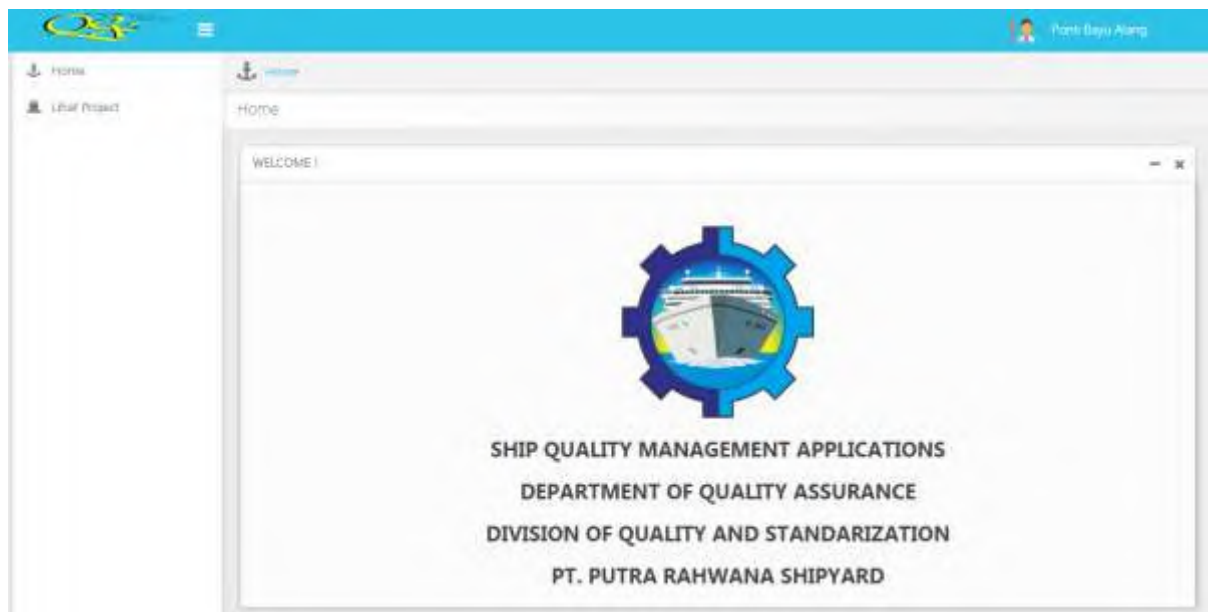 Home
Lihat Project
Home
Home
WELCOME !
SHIP QUALITY MANAGEMENT APPLICATIONS
DEPARTMENT OF QUALITY ASSURANCE
DIVISION OF QUALITY AND STANDARIZATION
PT. PUTRA RAHWANA SHIPYARD